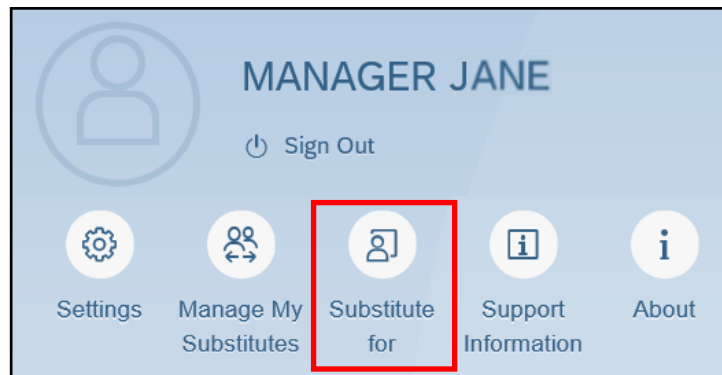 MANAGER JANE
Sign Out
Settings
Manage My
Substitutes
Substitute
for
Support
Information
About